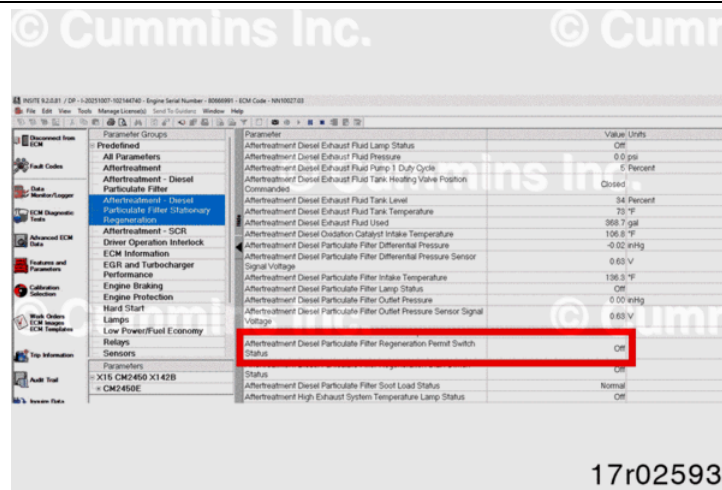 © Cummins Inc.
© Cumm
INSITE 9.2.0.81 / DP - I-20251007-102144740 - Engine Serial Number - 80666991 - ECM Code - NN10027.03
File Edit View Tools Manage License(s) Send To Guidanz Window Help
Disconnect from ECM
Fault Codes
Data Monitor/Logger
ECM Diagnostic Tests
Advanced ECM Data
Features and Parameters
Calibration Selection
Work Orders
ECM Images
ECM Templates
Trip Information
Audit Trail
Insite Data
Parameter Groups
Predefined
All Parameters
Aftertreatment
Aftertreatment - Diesel
Particulate Filter
Aftertreatment - Diesel
Particulate Filter Stationary
Regeneration
Aftertreatment - SCR
Driver Operation Interlock
ECM Information
EGR and Turbocharger
Performance
Engine Braking
Engine Protection
Hard Start
Lamps
Low Power/Fuel Economy
Relays
Sensors
Parameters
X15 CM2450 X142B
CM2450E
Parameter Value Units
Aftertreatment Diesel Exhaust Fluid Lamp Status Off
Aftertreatment Diesel Exhaust Fluid Pressure 0.0 psi
Aftertreatment Diesel Exhaust Fluid Pump 1 Duty Cycle 5 Percent
Aftertreatment Diesel Exhaust Fluid Tank Heating Valve Position
Commanded Closed
Aftertreatment Diesel Exhaust Fluid Tank Level 34 Percent
Aftertreatment Diesel Exhaust Fluid Tank Temperature 73 °F
Aftertreatment Diesel Exhaust Fluid Used 368.7 gal
Aftertreatment Diesel Oxidation Catalyst Intake Temperature 106.8 °F
Aftertreatment Diesel Particulate Filter Differential Pressure -0.02 inHg
Aftertreatment Diesel Particulate Filter Differential Pressure Sensor
Signal Voltage 0.63 V
Aftertreatment Diesel Particulate Filter Intake Temperature 136.3 °F
Aftertreatment Diesel Particulate Filter Lamp Status Off
Aftertreatment Diesel Particulate Filter Outlet Pressure 0.00 inHg
Aftertreatment Diesel Particulate Filter Outlet Pressure Sensor Signal
Voltage 0.63 V
Aftertreatment Diesel Particulate Filter Regeneration Permit Switch
Status Off
Status Off
Aftertreatment Diesel Particulate Filter Soot Load Status Normal
Aftertreatment High Exhaust System Temperature Lamp Status Off
17r02593